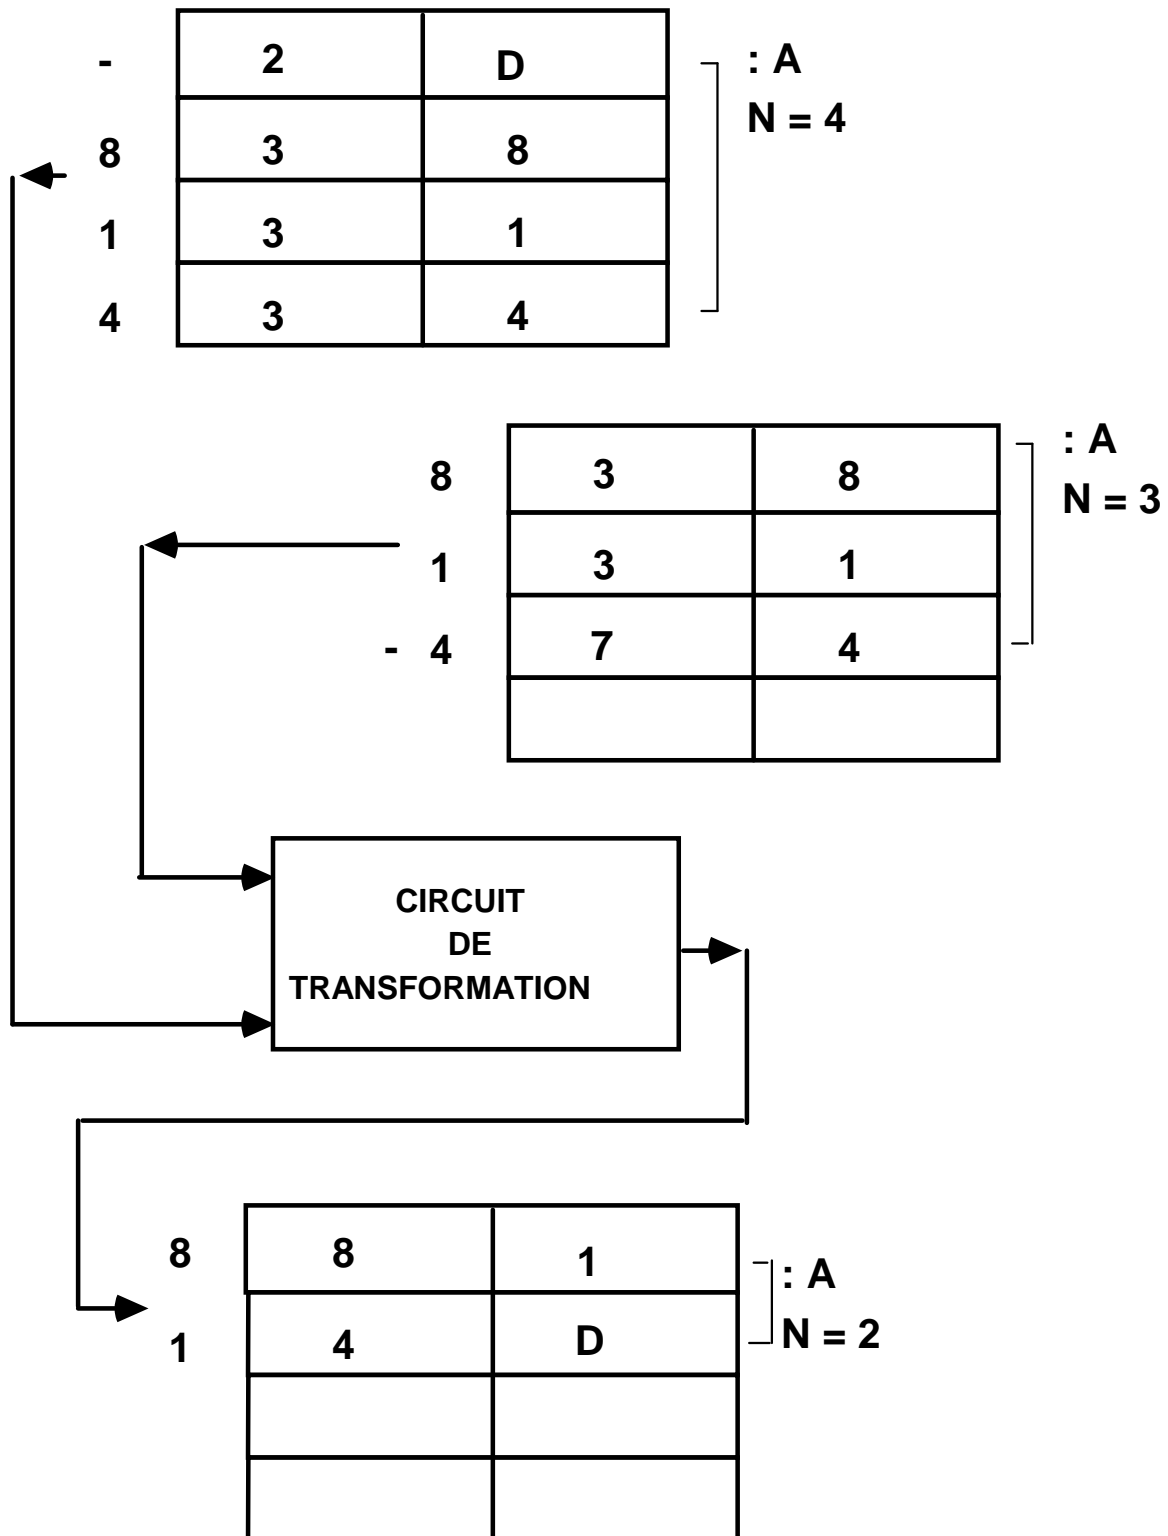 - 2 D : A
N = 4
8 3 8
1 3 1
4 3 4
8 3 8 : A
N = 3
1 3 1
- 4 7 4
CIRCUIT
DE
TRANSFORMATION
8 8 1 : A
1 4 D N = 2